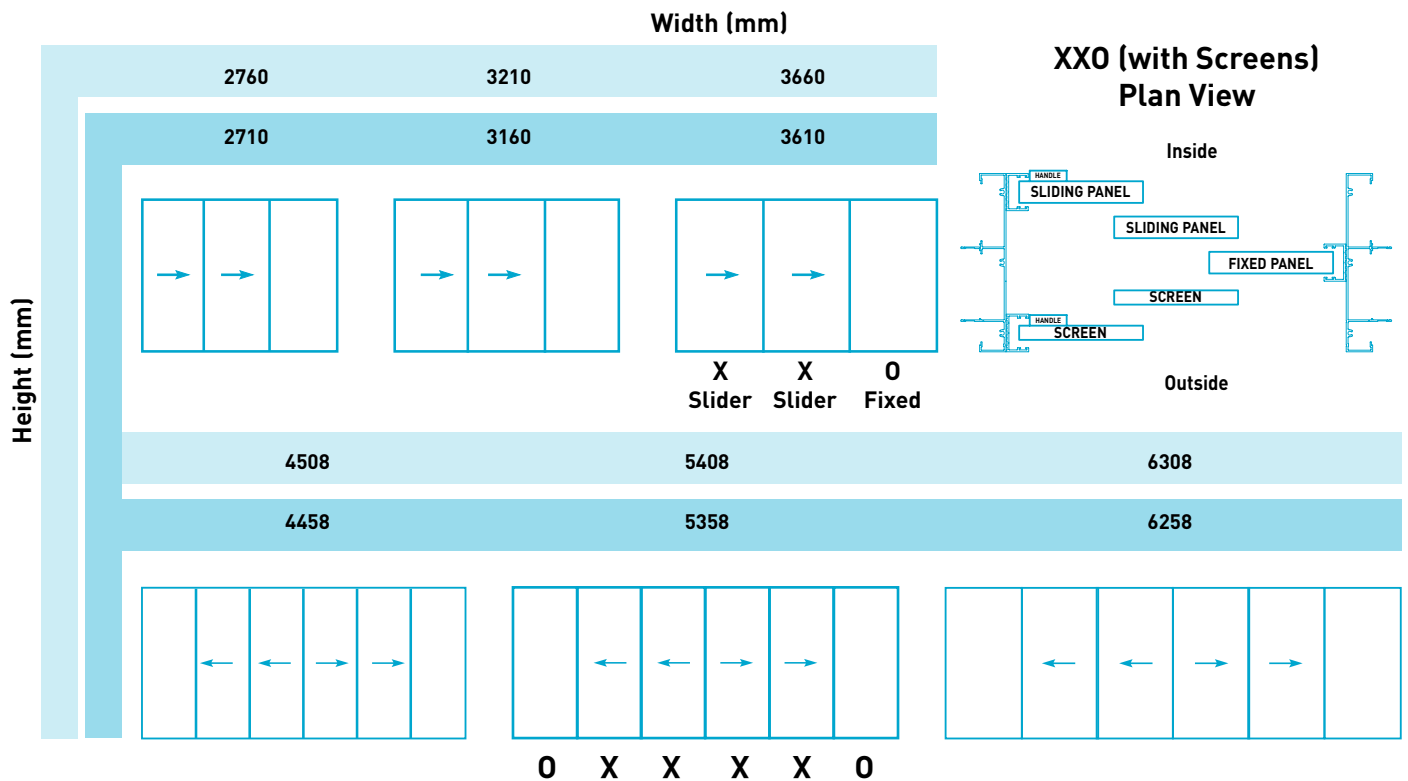 Width (mm)
2760 3210 3660
2710 3160 3610
XXO (with Screens)
Plan View
Inside
HANDLE
SLIDING PANEL
SLIDING PANEL
FIXED PANEL
SCREEN
HANDLE
SCREEN
Outside
Height (mm)
X X O
Slider Slider Fixed
4508 5408 6308
4458 5358 6258
O X X X X O